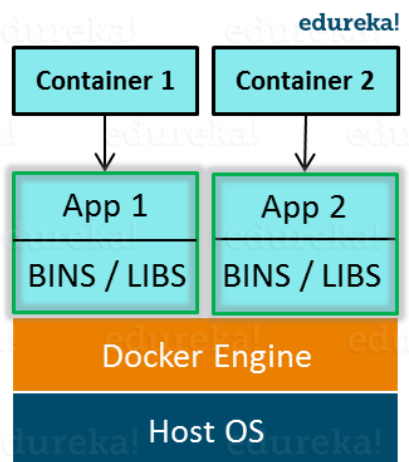 edureka!
Container 1
Container 2
App 1
App 2
BINS / LIBS
BINS / LIBS
Docker Engine
Host OS